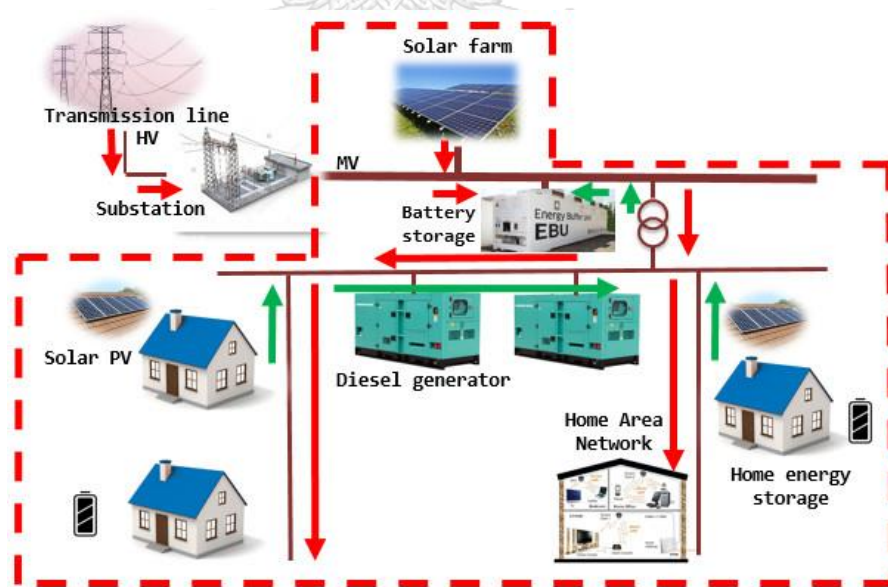 Solar farm
Transmission line
HV
MV
Substation
Battery
storage
Energy Buffer Unit
EBU
Solar PV
Diesel generator
Home Area
Network
Home energy
storage